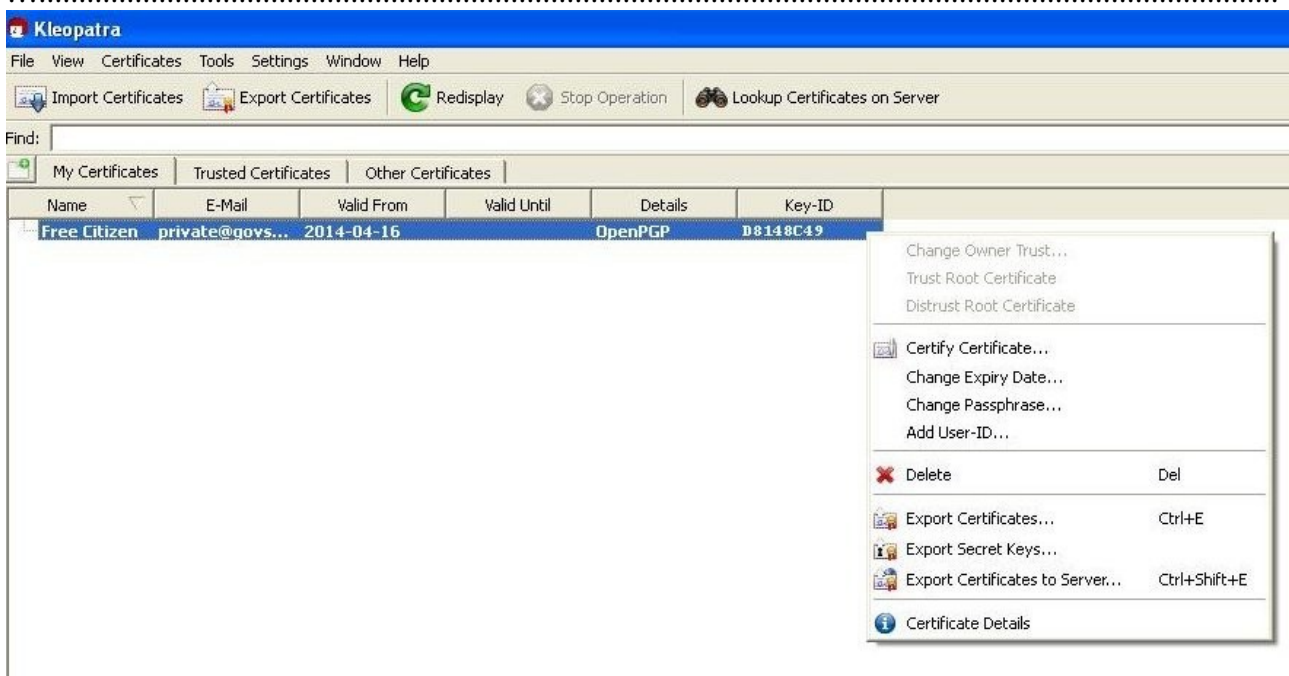 Kleopatra
File View Certificates Tools Settings Window Help
Import Certificates Export Certificates Redisplay Stop Operation Lookup Certificates on Server
Find:
My Certificates Trusted Certificates Other Certificates
Name E-Mail Valid From Valid Until Details Key-ID
Free Citizen private@govs... 2014-04-16 OpenPGP D8148C49
Change Owner Trust...
Trust Root Certificate
Distrust Root Certificate
Certify Certificate...
Change Expiry Date...
Change Passphrase...
Add User-ID...
Delete Del
Export Certificates... Ctrl+E
Export Secret Keys...
Export Certificates to Server... Ctrl+Shift+E
Certificate Details